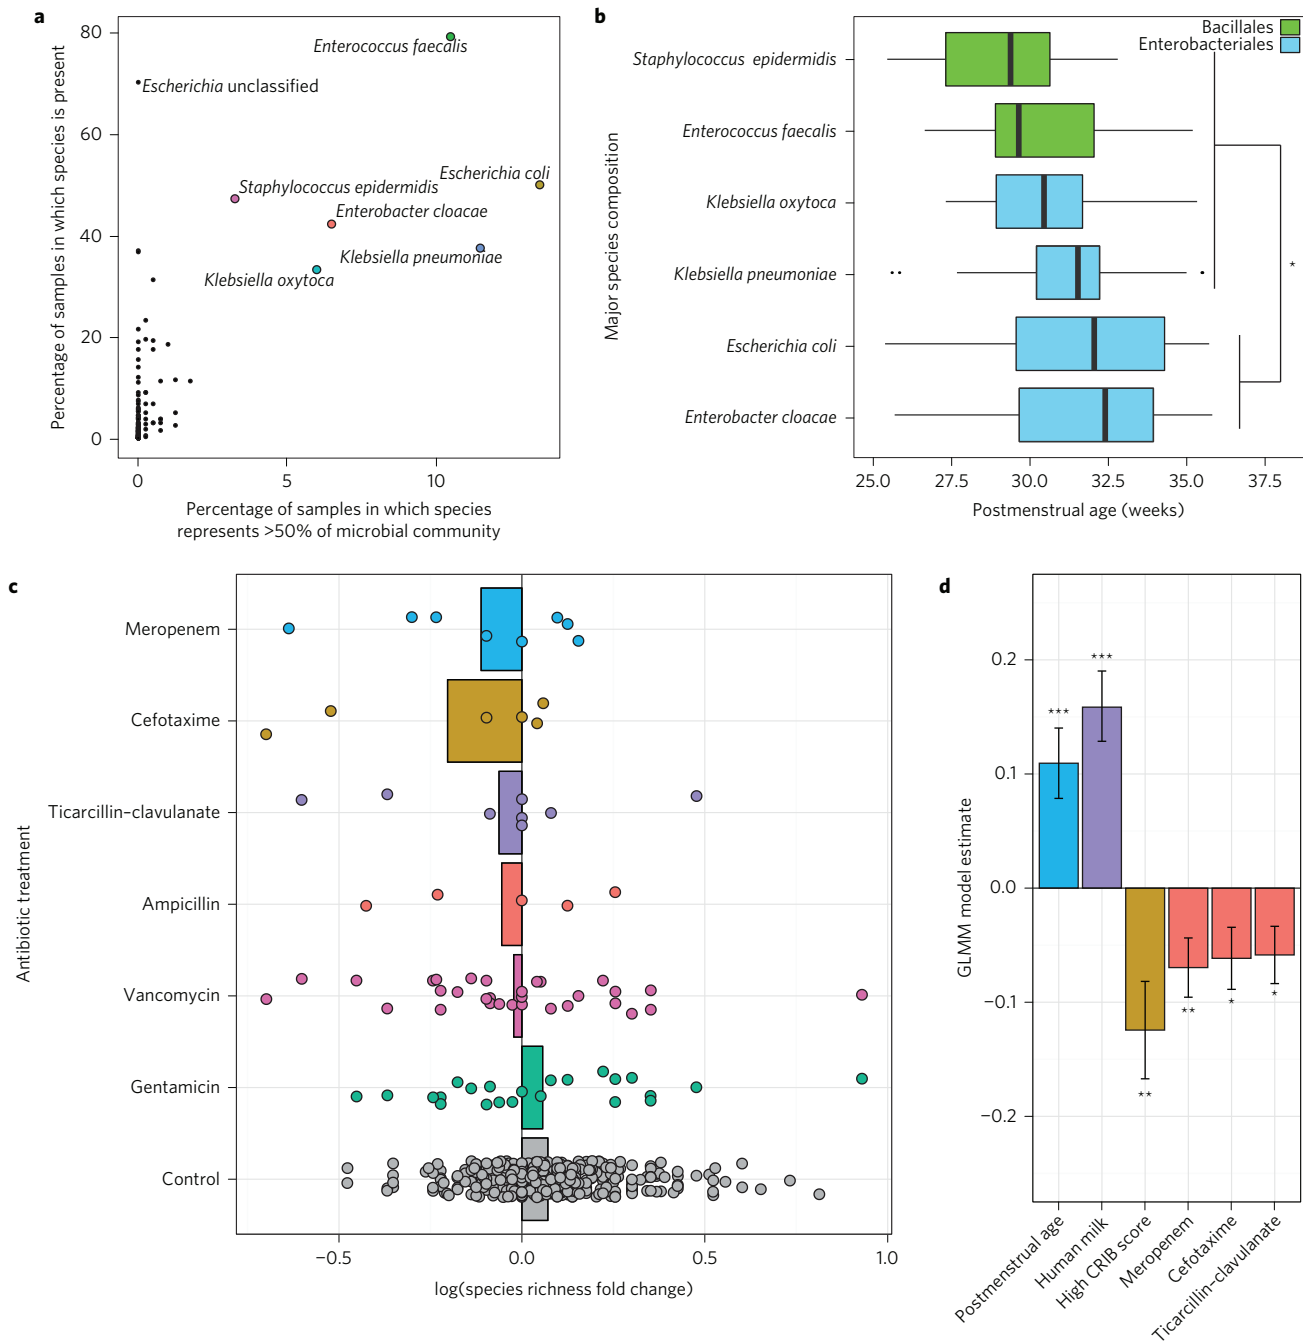 a
80
60
40
20
0
Percentage of samples in which species is present
Enterococcus faecalis
Escherichia unclassified
Escherichia coli
Staphylococcus epidermidis
Enterobacter cloacae
Klebsiella pneumoniae
Klebsiella oxytoca
0 5 10
Percentage of samples in which species
represents >50% of microbial community
b
Bacillales
Enterobacteriales
Major species composition
Staphylococcus epidermidis
Enterococcus faecalis
Klebsiella oxytoca
Klebsiella pneumoniae
Escherichia coli
Enterobacter cloacae
*
25.0 27.5 30.0 32.5 35.0 37.5
Postmenstrual age (weeks)
c
Antibiotic treatment
Meropenem
Cefotaxime
Ticarcillin–clavulanate
Ampicillin
Vancomycin
Gentamicin
Control
−0.5 0.0 0.5 1.0
log(species richness fold change)
d
GLMM model estimate
0.2
0.1
0.0
−0.1
−0.2
***
***
**
**
*
*
Postmenstrual age
Human milk
High CRIB score
Meropenem
Cefotaxime
Ticarcillin–clavulanate